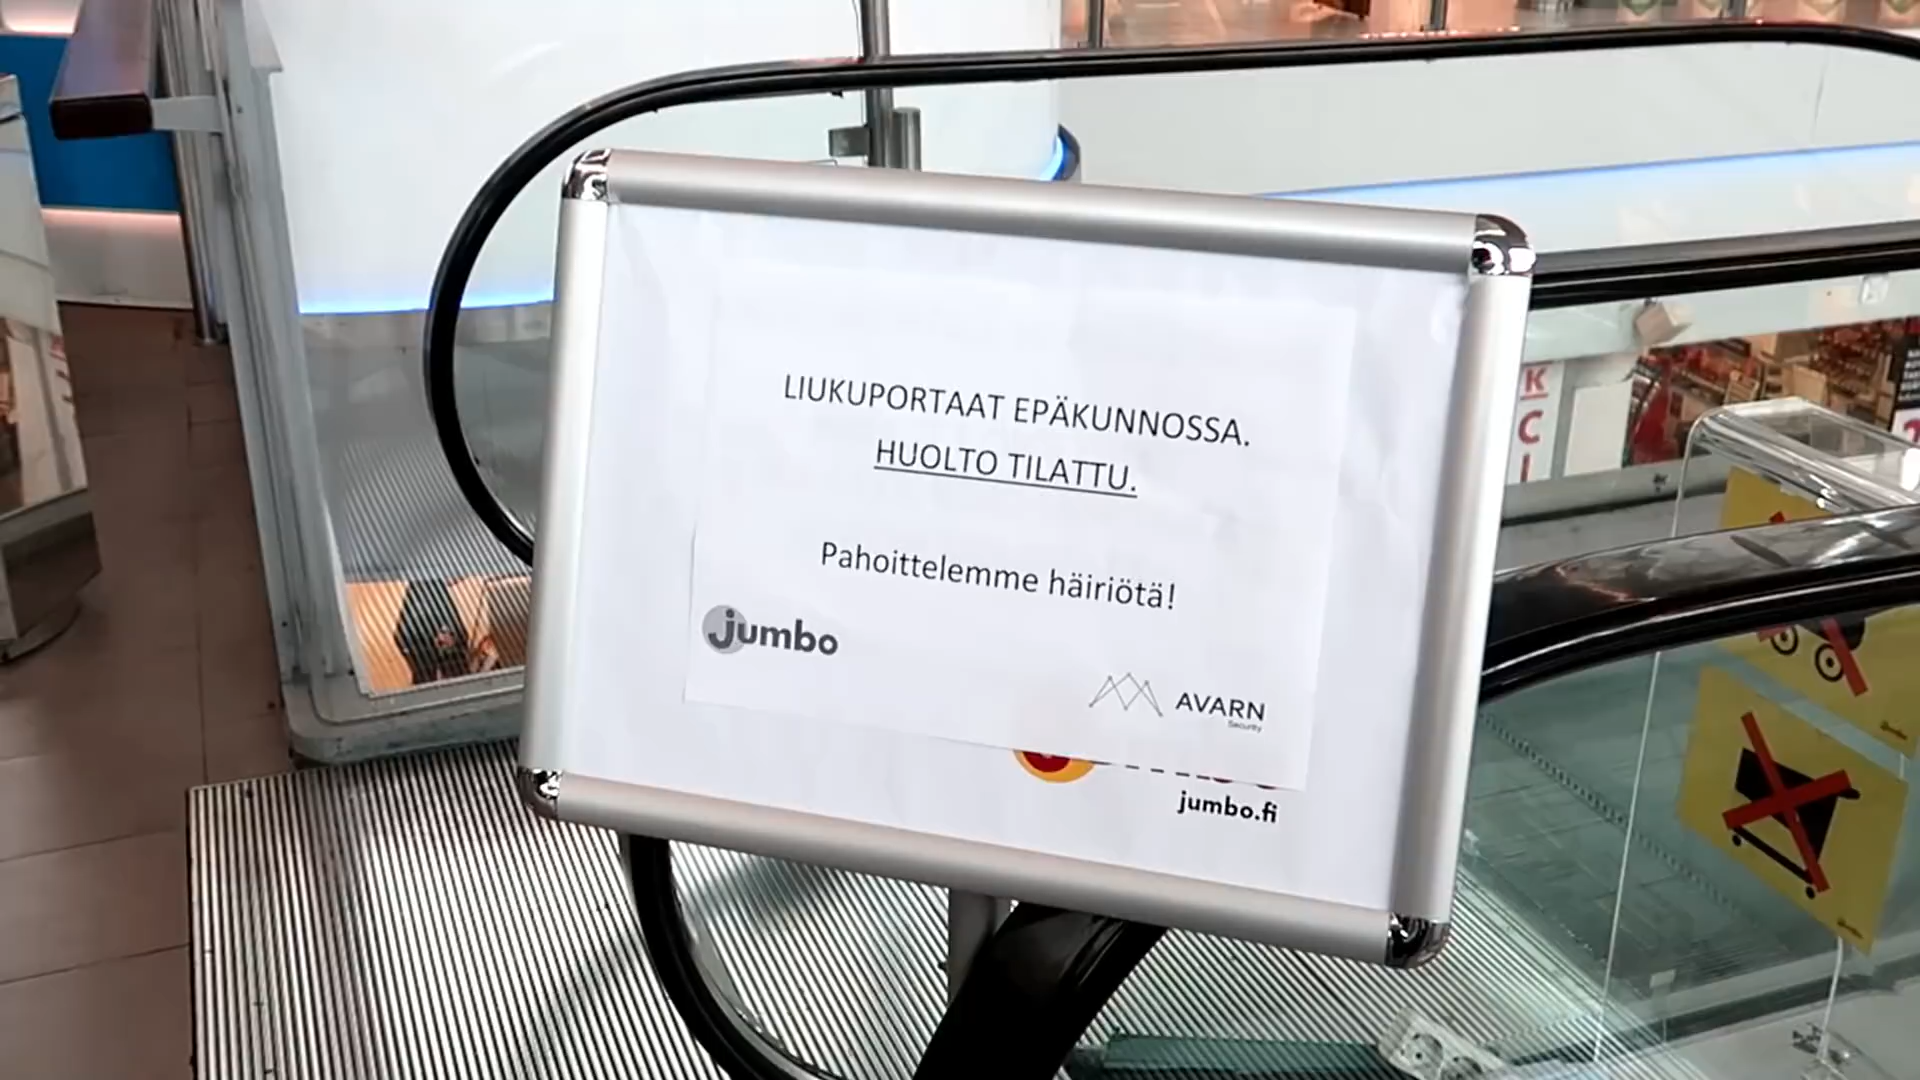 LIUKUPORTAAT EPÄKUNNOSSA.
HUOLTO TILATTU.
Pahoittelemme häiriötä!
jumbo
AVARN
Security
jumbo.fi
K
C